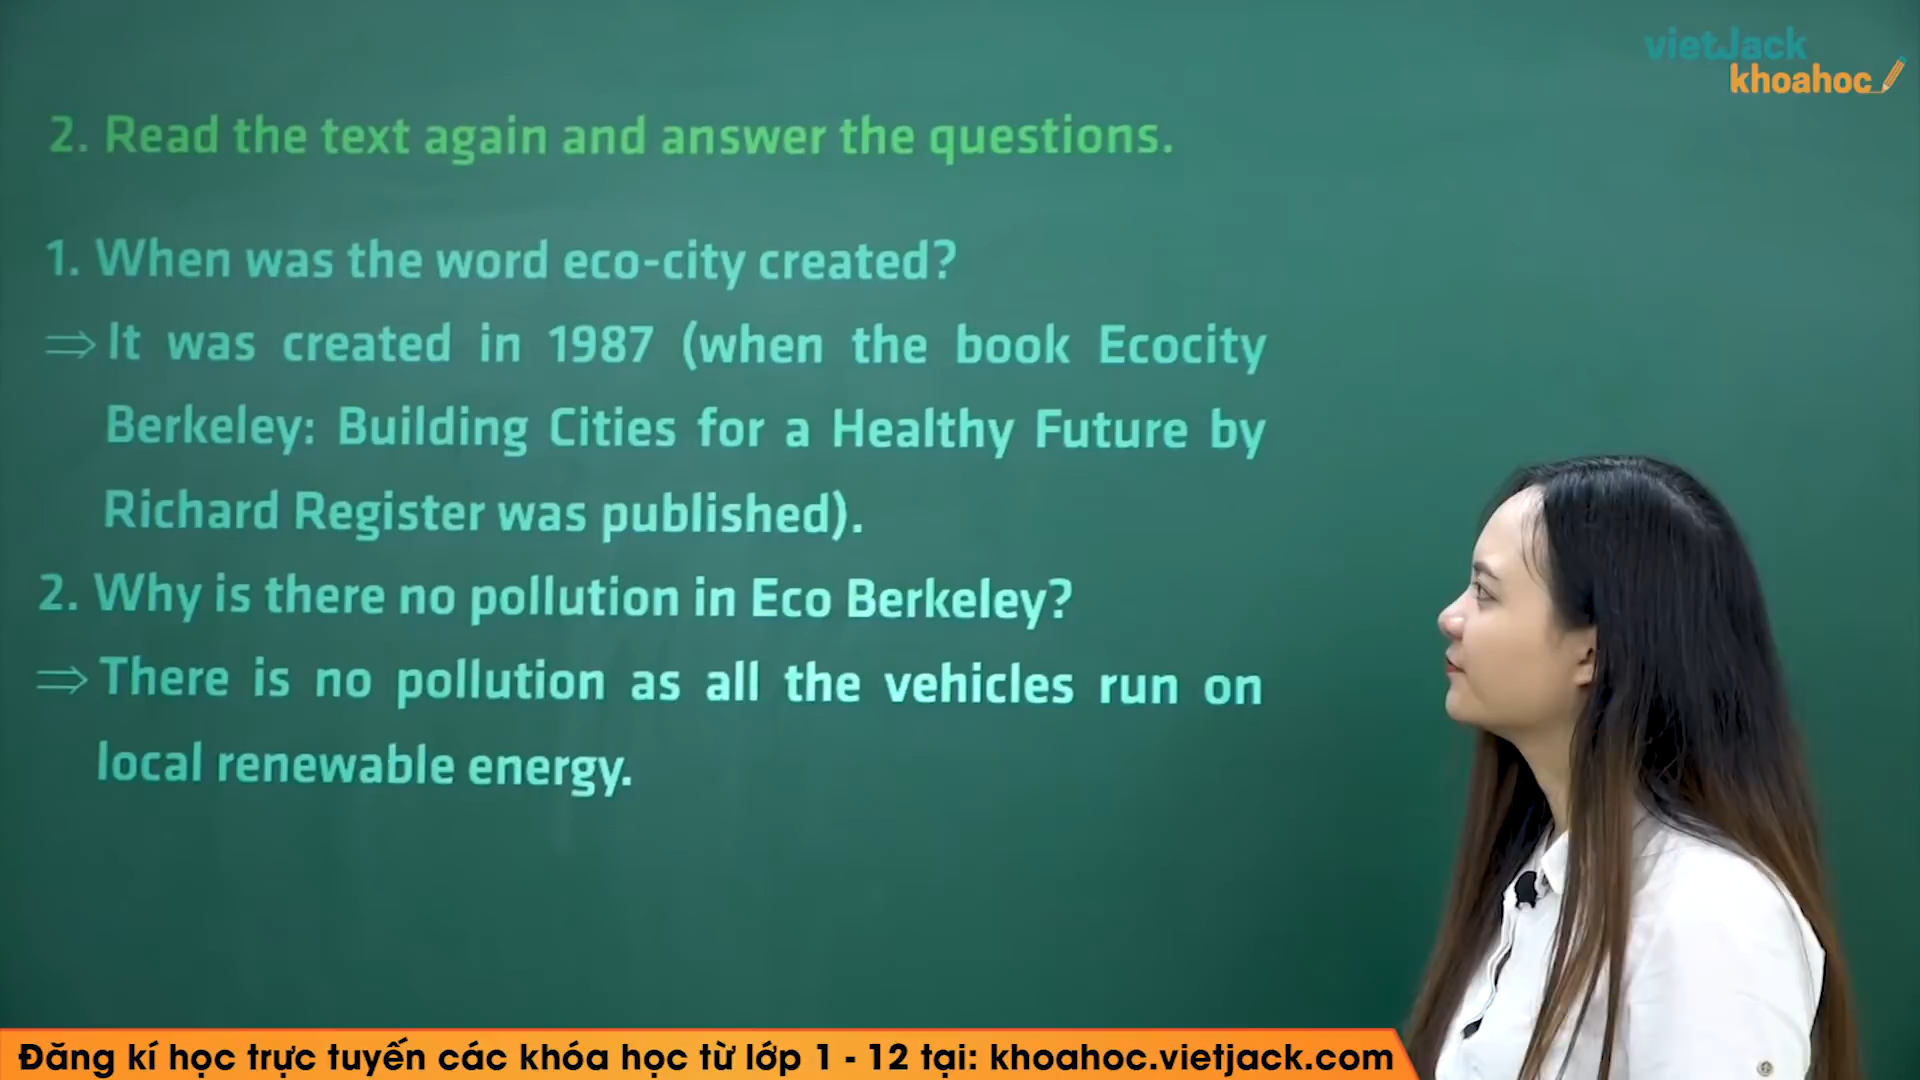 vietJack
khoahoc
2. Read the text again and answer the questions.
1. When was the word eco-city created?
⇒ It was created in 1987 (when the book Ecocity
Berkeley: Building Cities for a Healthy Future by
Richard Register was published).
2. Why is there no pollution in Eco Berkeley?
⇒ There is no pollution as all the vehicles run on
local renewable energy.
Đăng kí học trực tuyến các khóa học từ lớp 1 - 12 tại: khoahoc.vietjack.com